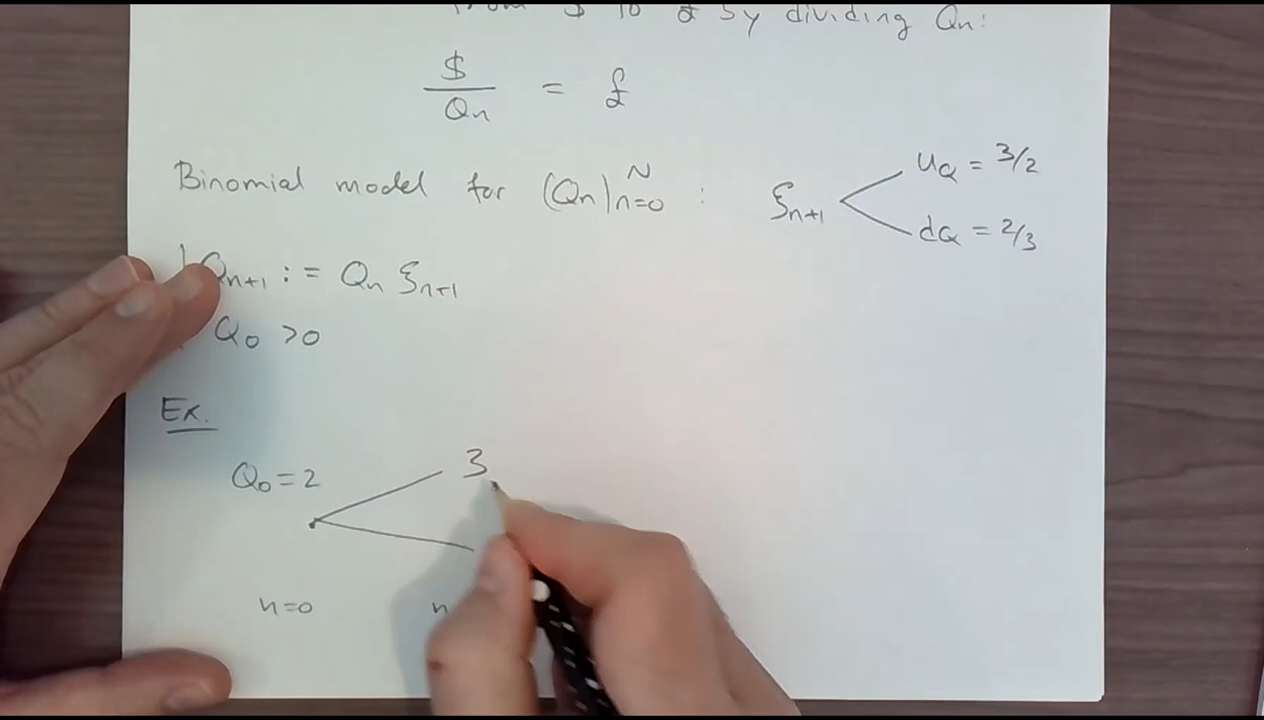 from $ to £ by dividing Qn:
$ / Qn = £
Binomial model for (Qn)_{n=0}^{N} : ξn+1
uQ = 3/2
dQ = 2/3
Qn+1 := Qn ξn+1
Q0 >0
Ex.
Q0 = 2
3
n=0 n